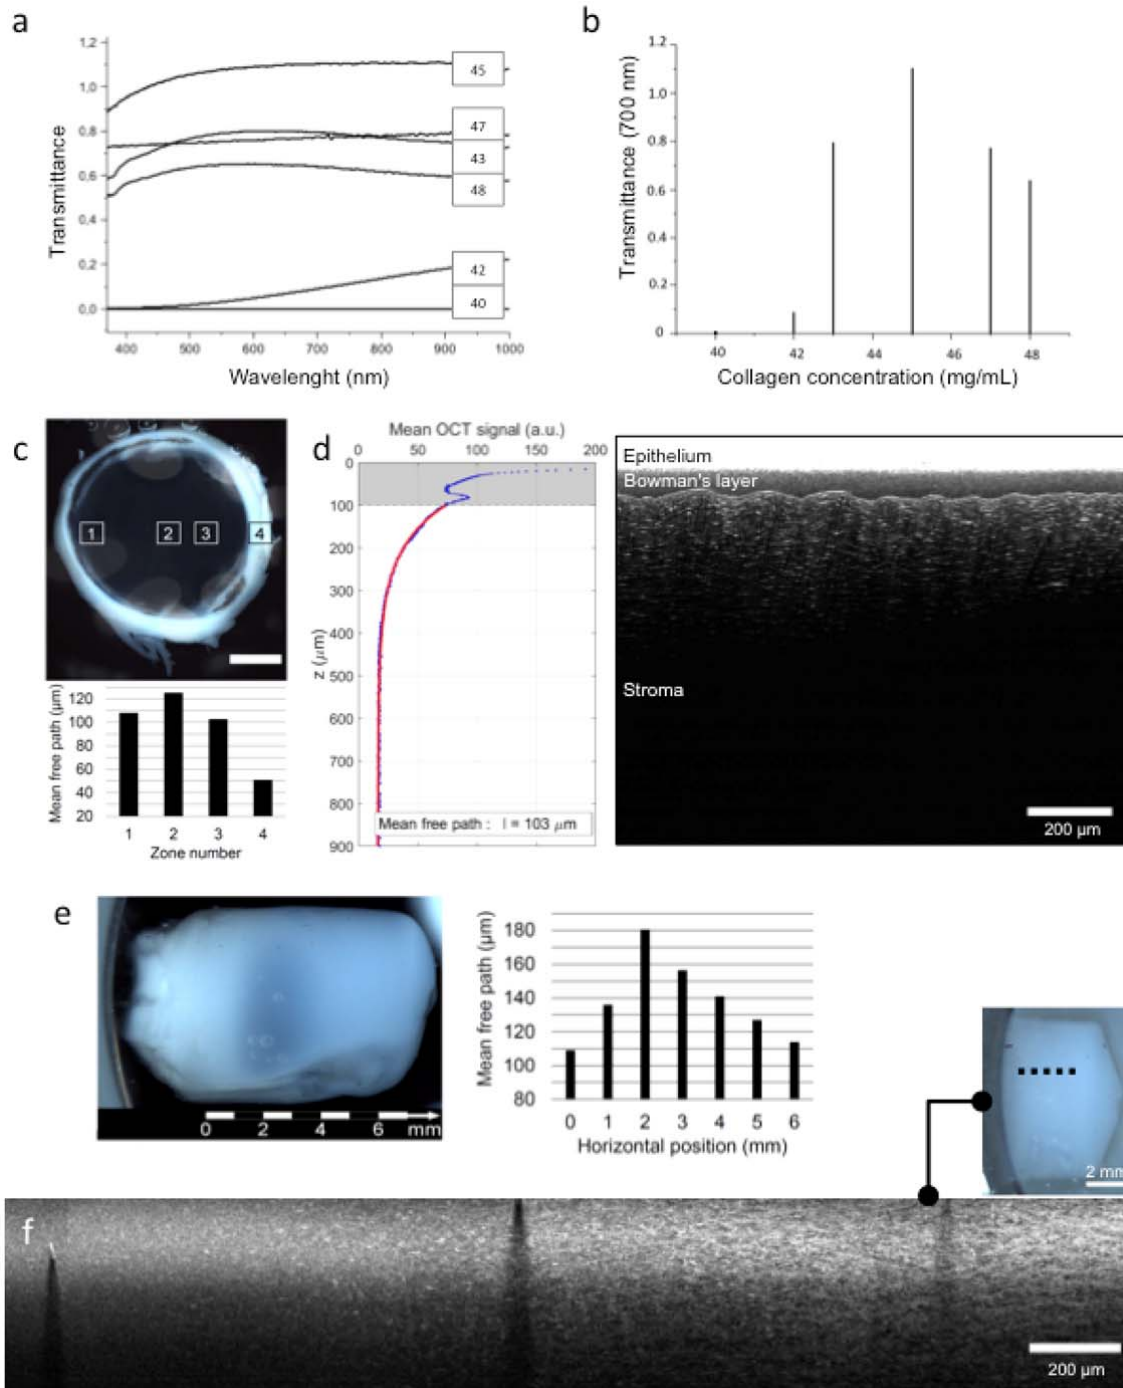 a
b
1,2
1,0
0,8
0,6
0,4
0,2
0,0
Transmittance
45
47
43
48
42
40
400 500 600 700 800 900 1000
Wavelenght (nm)
1.2
1.0
0.8
0.6
0.4
0.2
0
Transmittance (700 nm)
40 42 44 46 48
Collagen concentration (mg/mL)
c
1 2 3 4
120
100
80
60
40
20
Mean free path (µm)
1 2 3 4
Zone number
d
Mean OCT signal (a.u.)
0 50 100 150 200
0
100
200
300
400
500
600
700
800
900
z (µm)
Mean free path : l = 103 µm
Epithelium
Bowman's layer
Stroma
200 µm
e
0 2 4 6 mm
180
160
140
120
100
80
Mean free path (µm)
0 1 2 3 4 5 6
Horizontal position (mm)
2 mm
f
200 µm